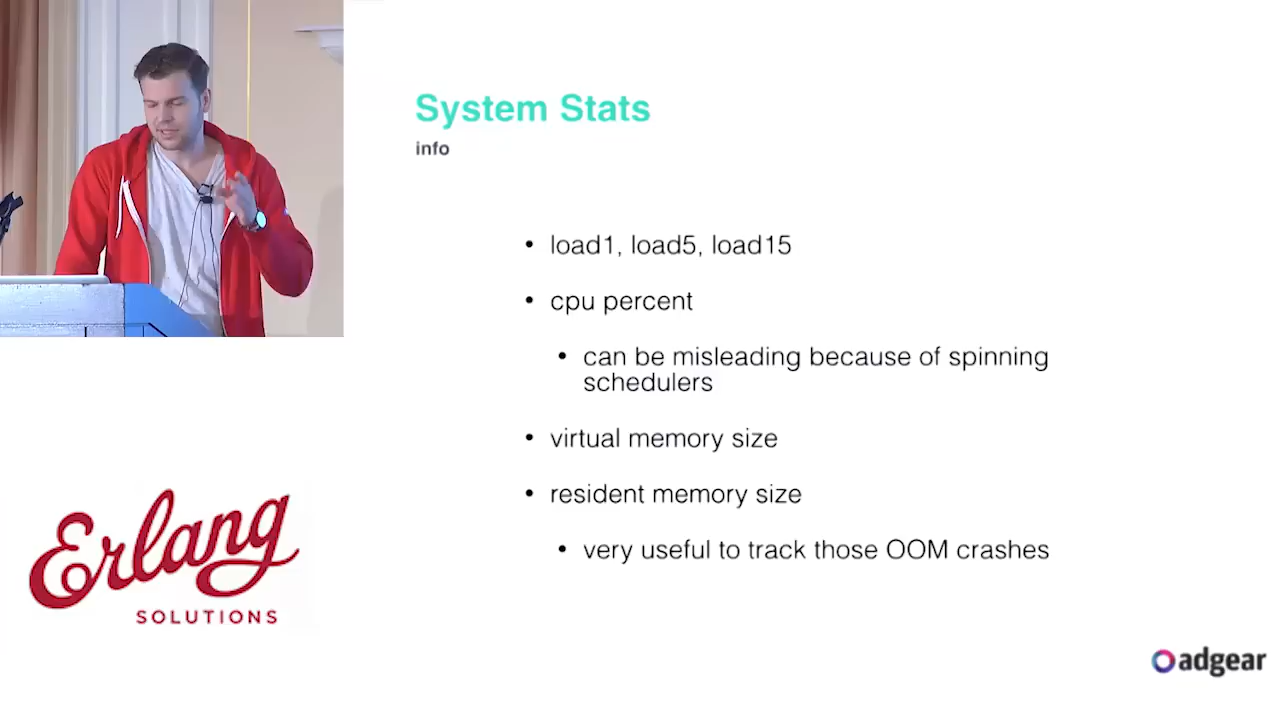 System Stats
info
• load1, load5, load15
• cpu percent
• can be misleading because of spinning
schedulers
• virtual memory size
• resident memory size
• very useful to track those OOM crashes
Erlang
SOLUTIONS
adgear